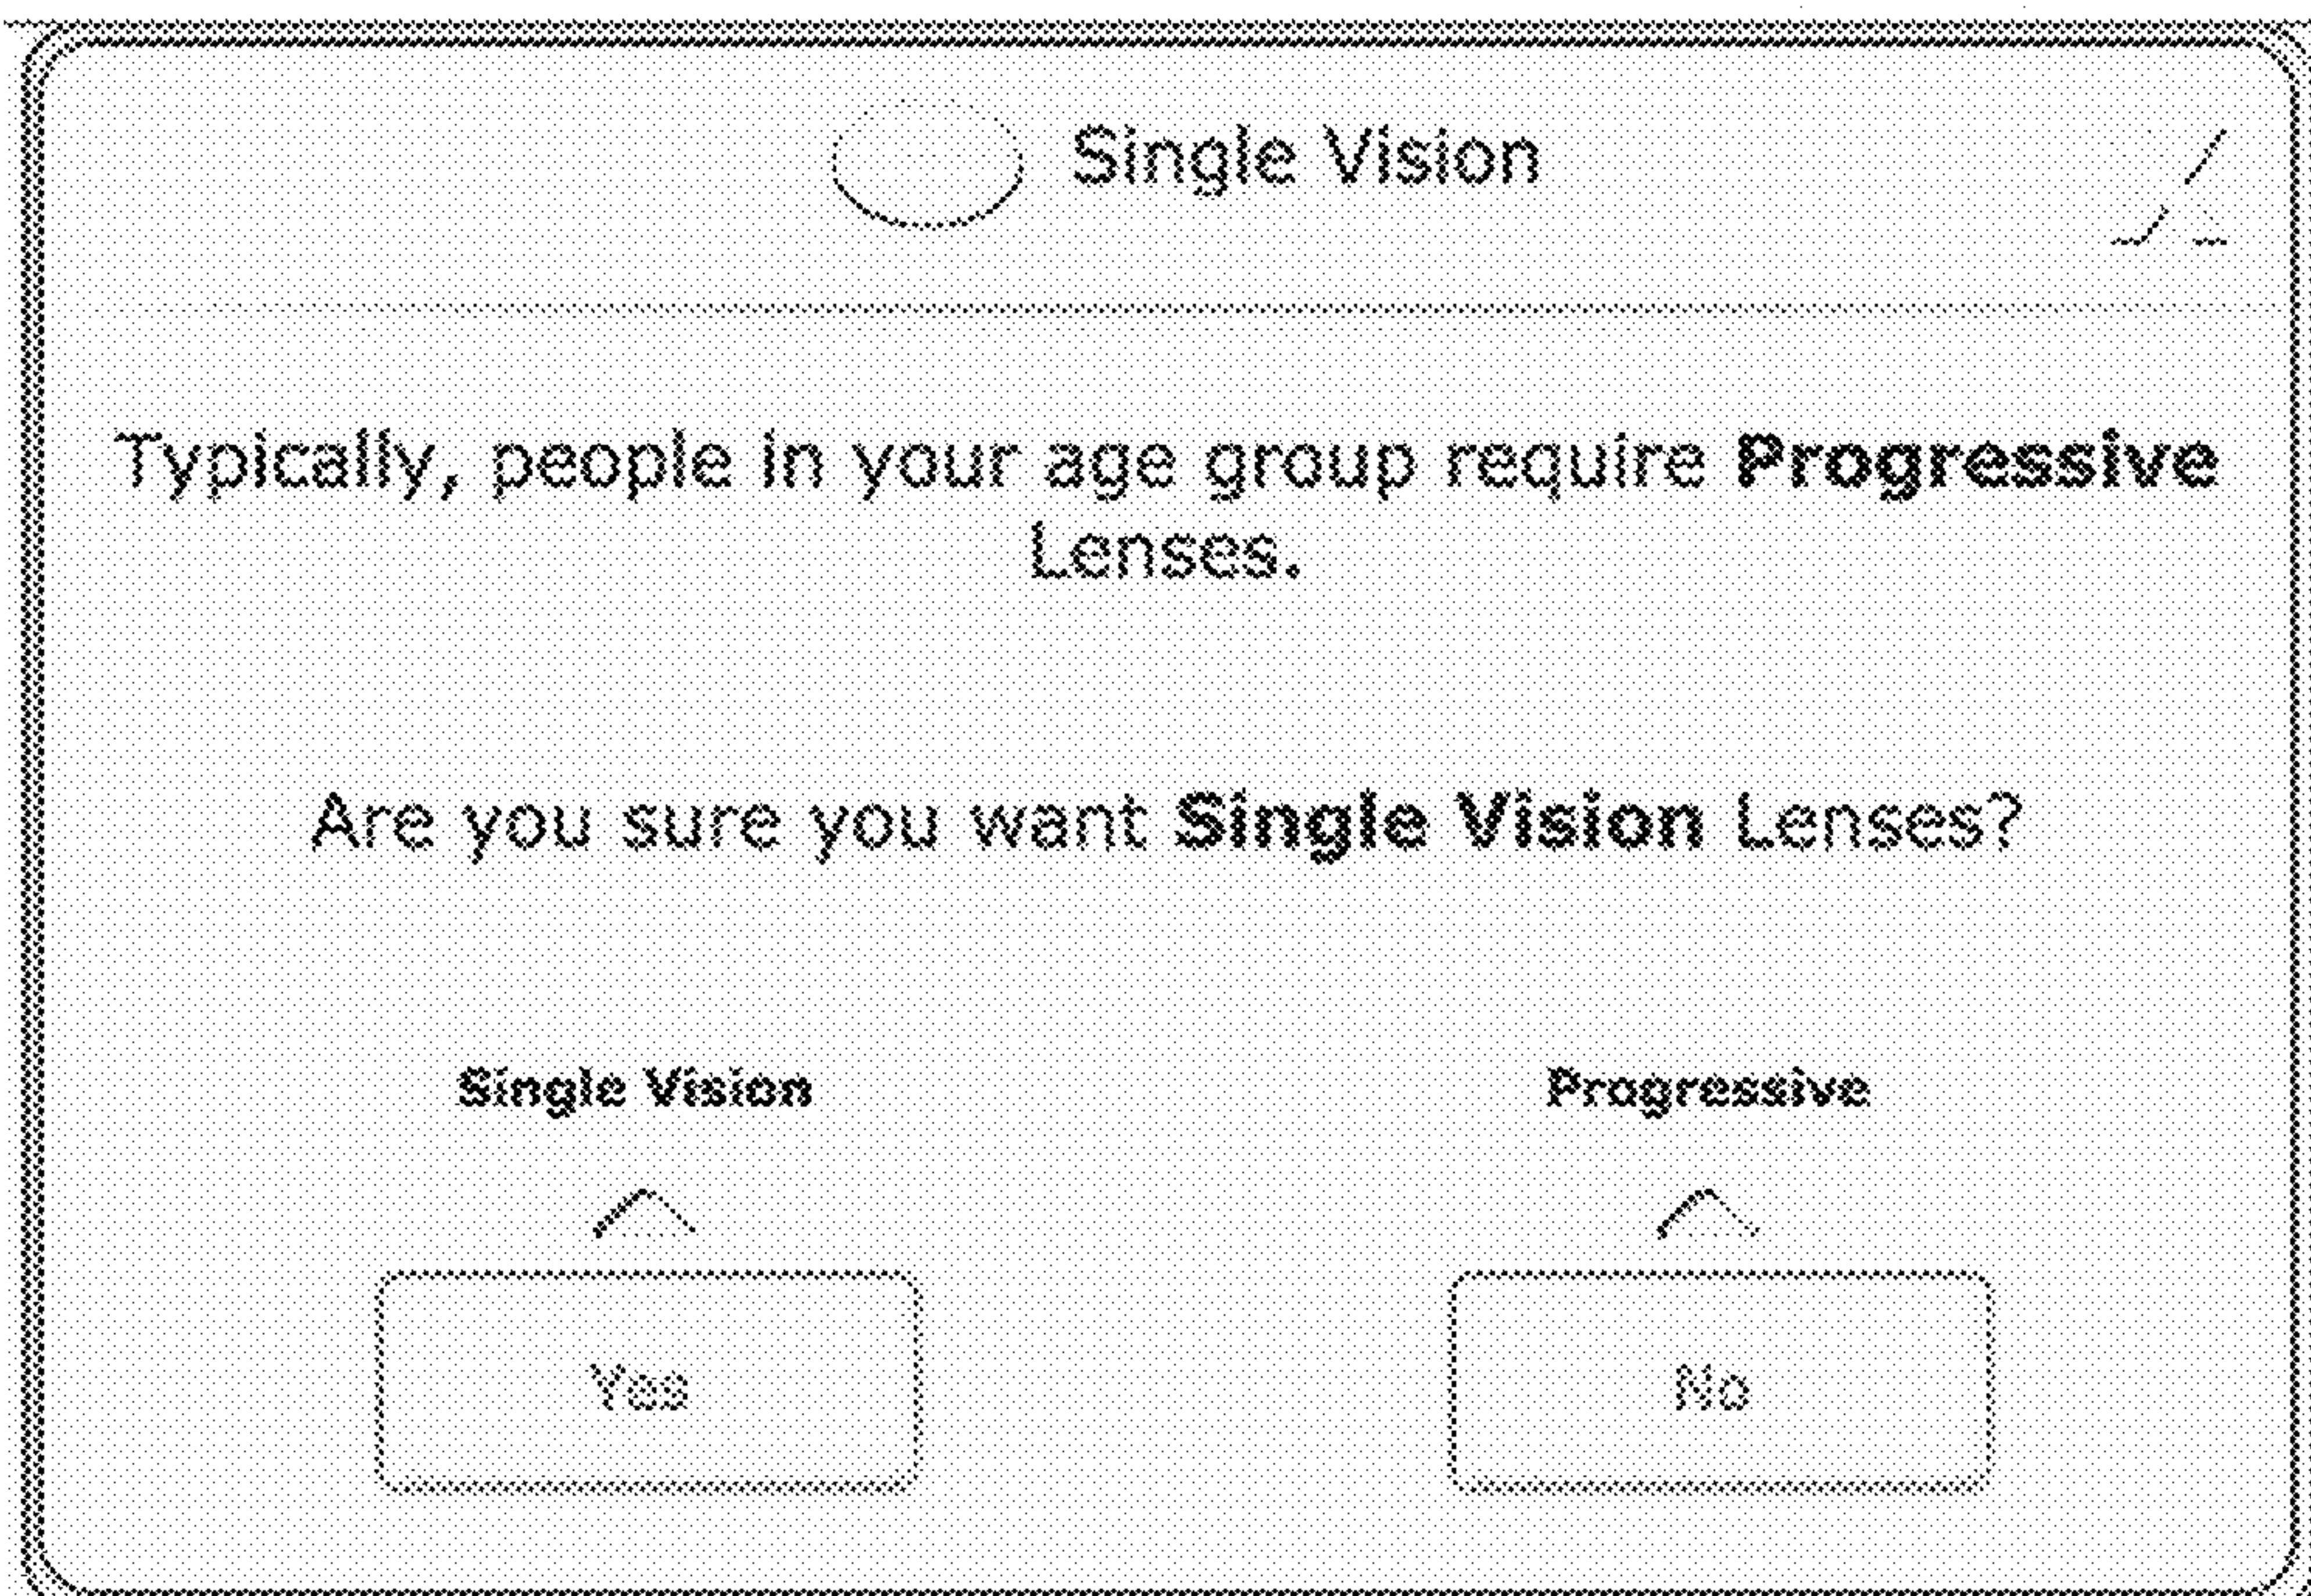 Single Vision
Typically, people in your age group require Progressive
Lenses.
Are you sure you want Single Vision Lenses?
Single Vision
Progressive
Yes
No